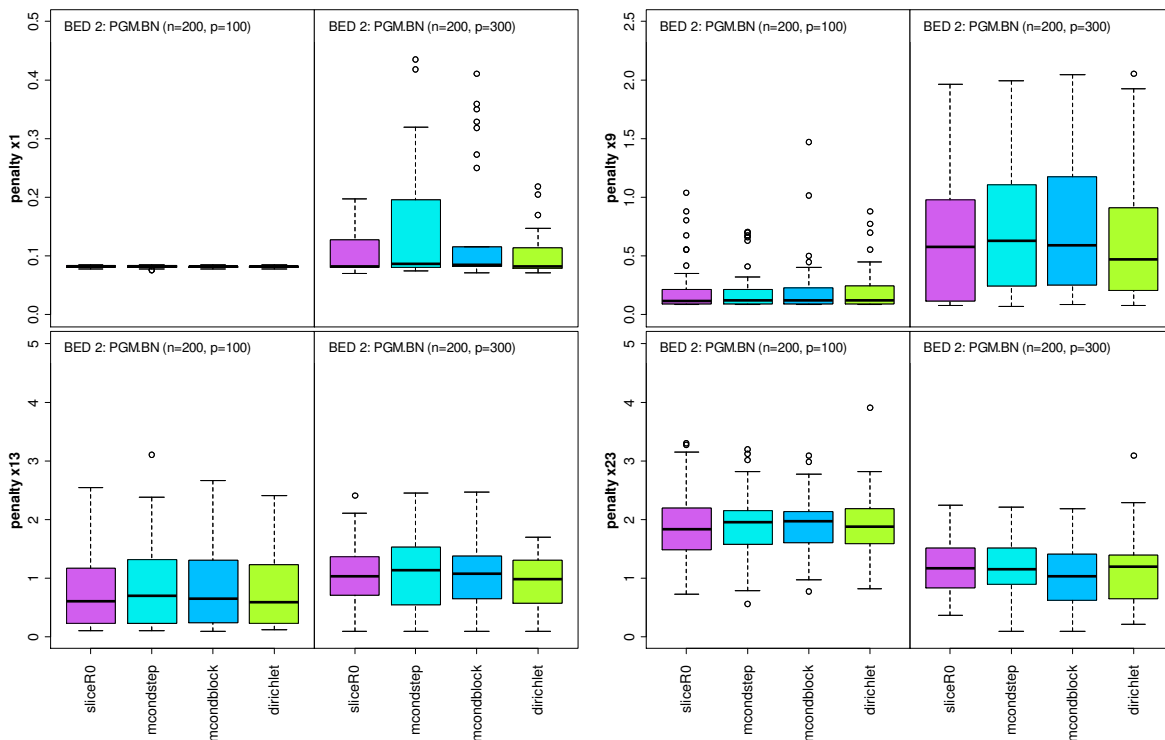 BED 2: PGM.BN (n=200, p=100)
BED 2: PGM.BN (n=200, p=300)
penalty x1
0.0
0.1
0.2
0.3
0.4
0.5
BED 2: PGM.BN (n=200, p=100)
BED 2: PGM.BN (n=200, p=300)
penalty x9
0.0
0.5
1.0
1.5
2.0
2.5
BED 2: PGM.BN (n=200, p=100)
BED 2: PGM.BN (n=200, p=300)
penalty x13
0
1
2
3
4
5
sliceR0
mcondstep
mcondblock
dirichlet
sliceR0
mcondstep
mcondblock
dirichlet
BED 2: PGM.BN (n=200, p=100)
BED 2: PGM.BN (n=200, p=300)
penalty x23
0
1
2
3
4
5
sliceR0
mcondstep
mcondblock
dirichlet
sliceR0
mcondstep
mcondblock
dirichlet